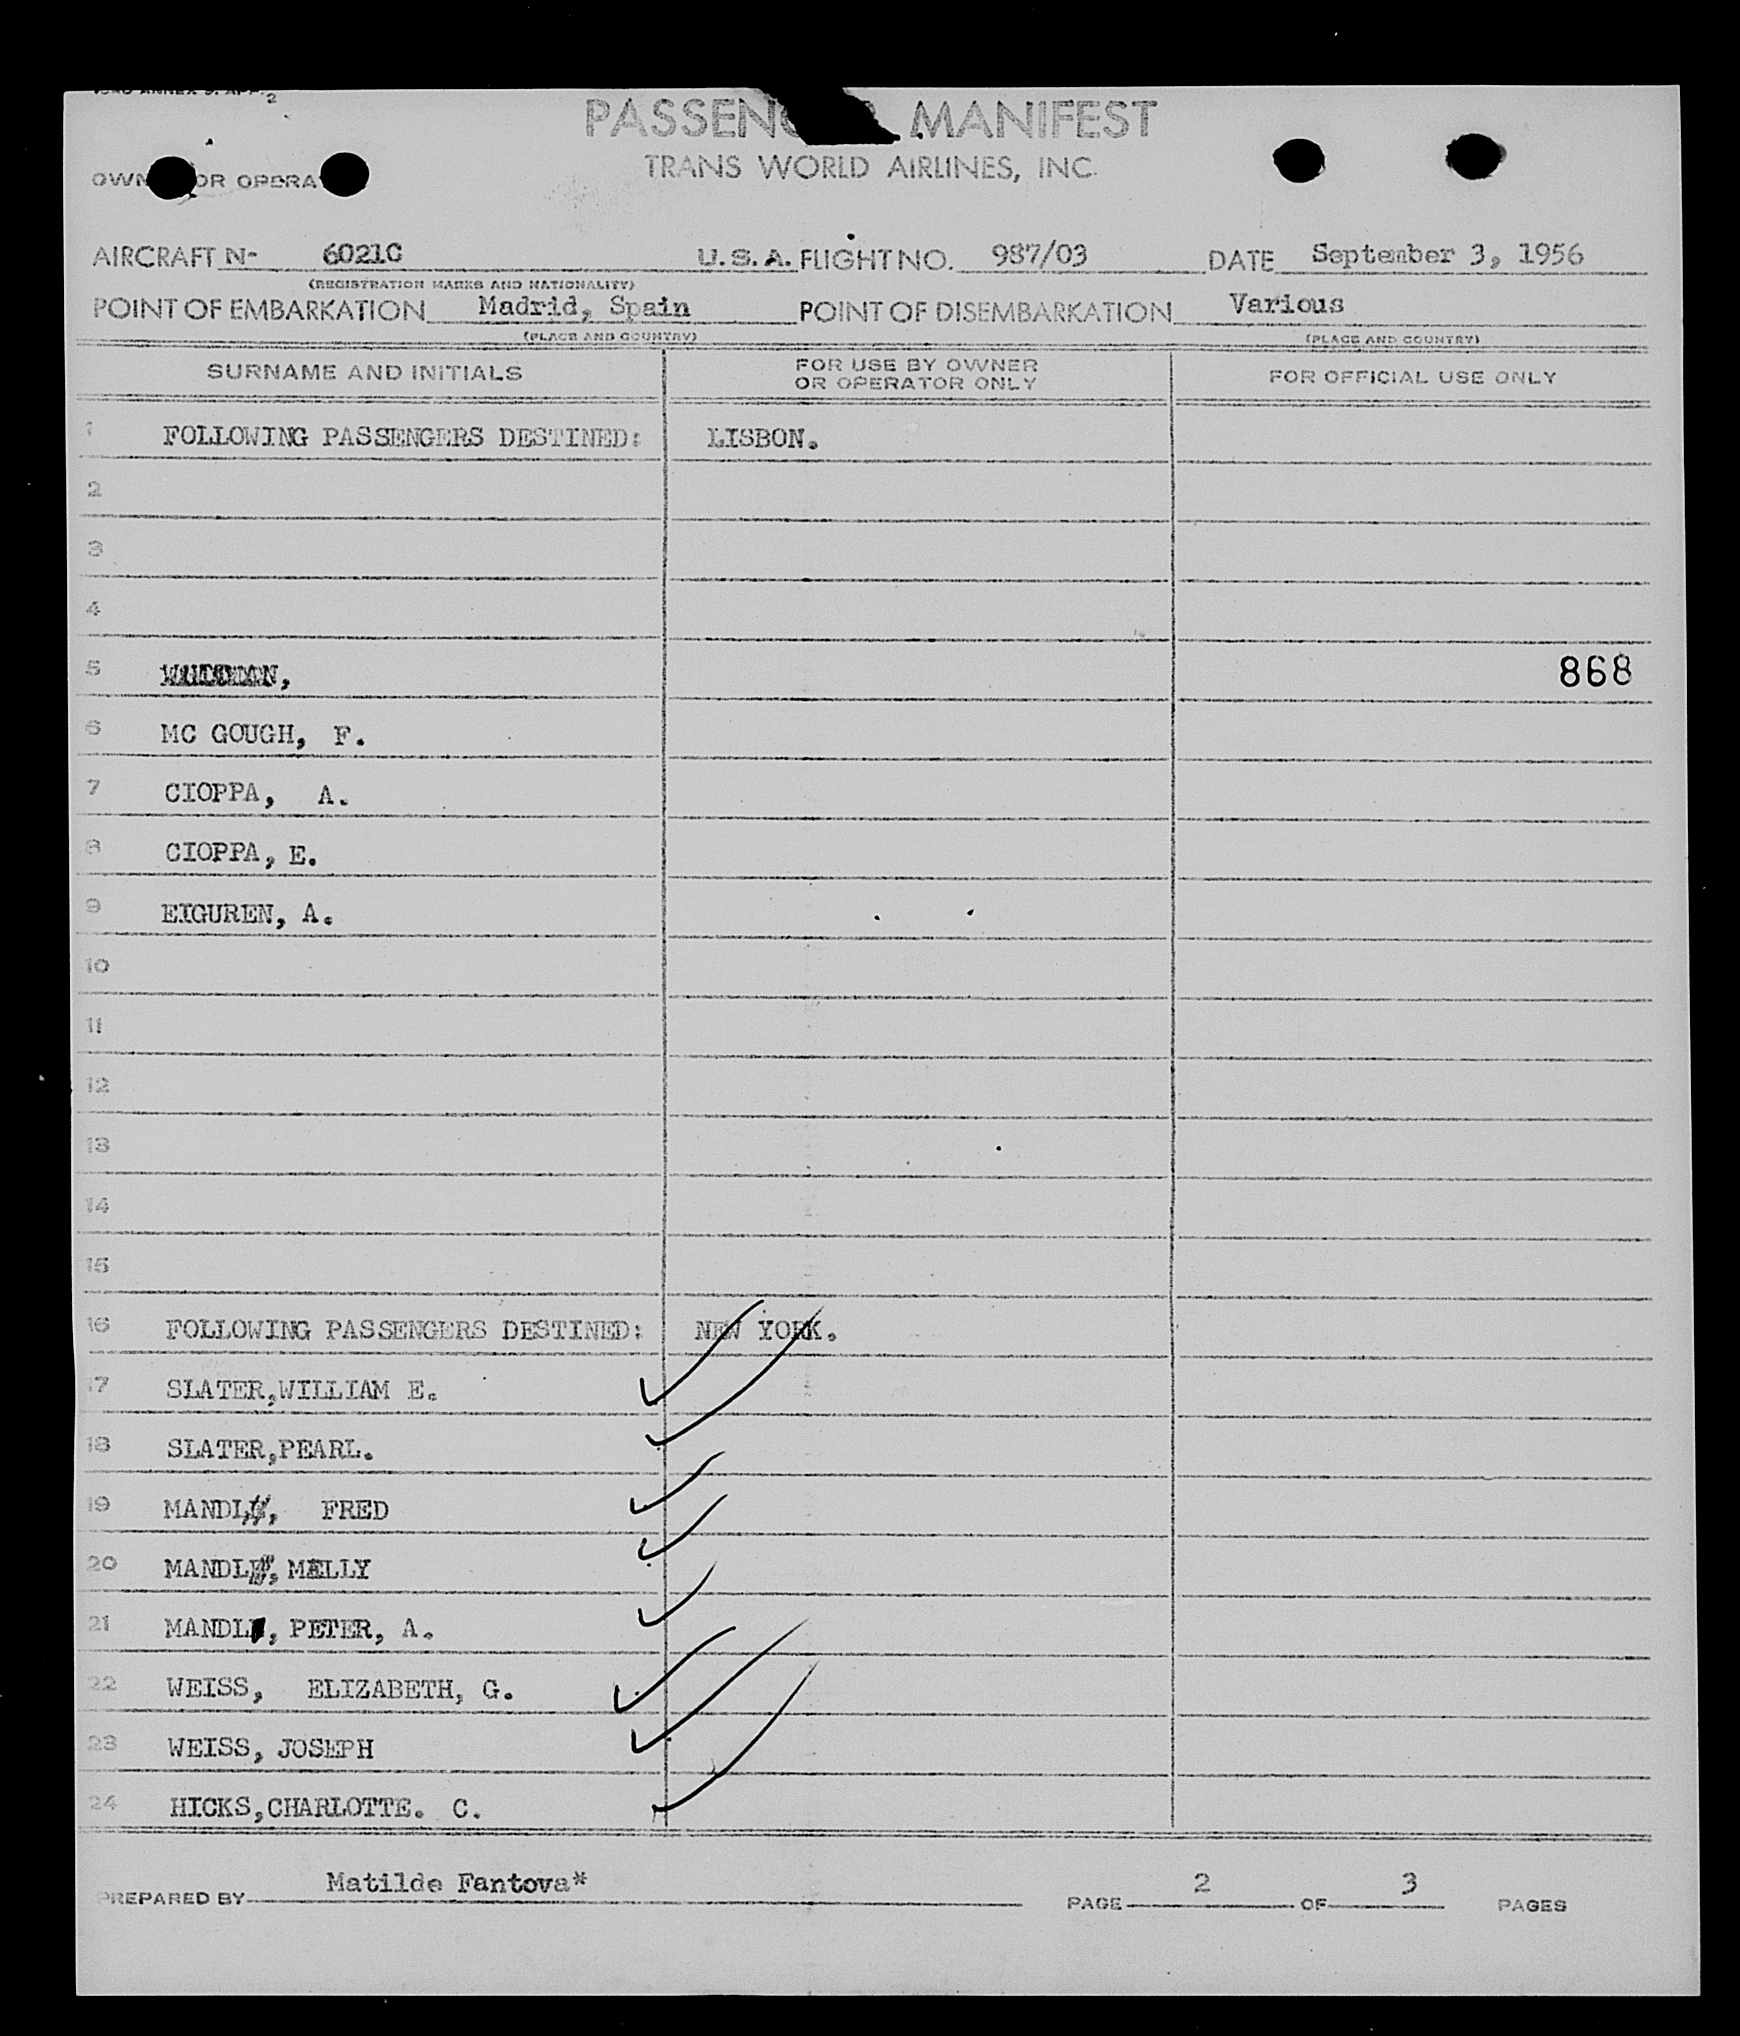 ANNEX 9. APP. 2
PASSEN MANIFEST
TRANS WORLD AIRLINES, INC.
OWN OR OPERA
AIRCRAFT N- 6021C U.S.A. FLIGHT NO. 987/03 DATE September 3, 1956
(REGISTRATION MARKS AND NATIONALITY)
POINT OF EMBARKATION Madrid, Spain POINT OF DISEMBARKATION Various
(PLACE AND COUNTRY) (PLACE AND COUNTRY)
SURNAME AND INITIALS FOR USE BY OWNER OR OPERATOR ONLY FOR OFFICIAL USE ONLY
1 FOLLOWING PASSENGERS DESTINED: LISBON.
2
3
4
5 868
6 MC GOUGH, F.
7 CIOPPA, A.
8 CIOPPA, E.
9 EIGUREN, A.
10
11
12
13
14
15
16 FOLLOWING PASSENGERS DESTINED: NEW YORK.
17 SLATER,WILLIAM E.
18 SLATER,PEARL.
19 MANDL, FRED
20 MANDL, MELLY
21 MANDL, PETER, A.
22 WEISS, ELIZABETH, G.
23 WEISS, JOSEPH
24 HICKS,CHARLOTTE. C.
PREPARED BY Matilde Fantova* PAGE 2 OF 3 PAGES